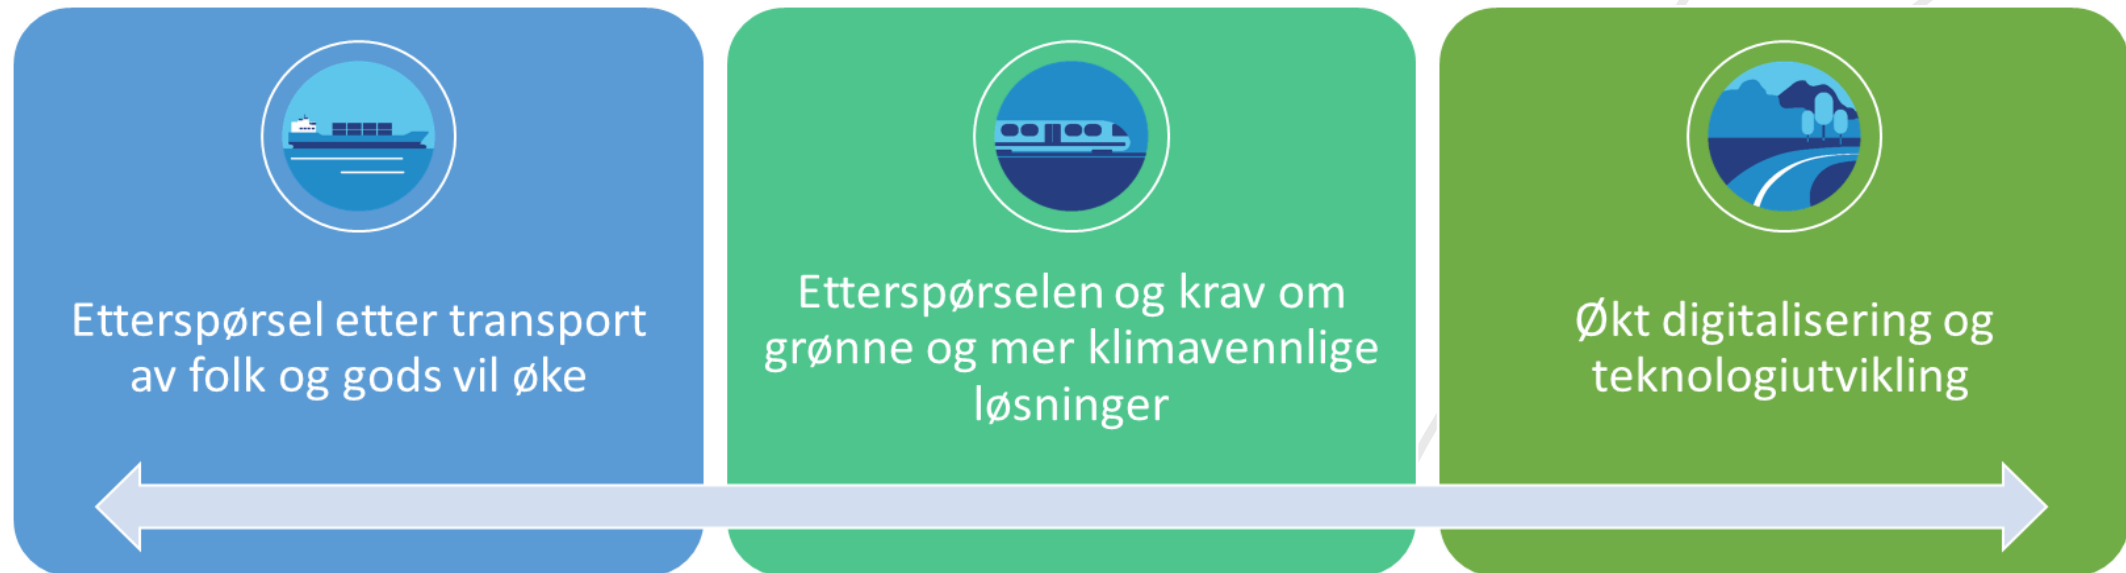 Etterspørsel etter transport
av folk og gods vil øke
Etterspørselen og krav om
grønne og mer klimavennlige
løsninger
Økt digitalisering og
teknologiutvikling